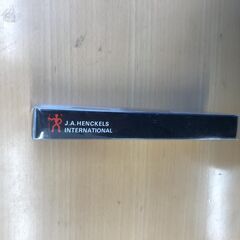 J.A. HENCKELS
INTERNATIONAL